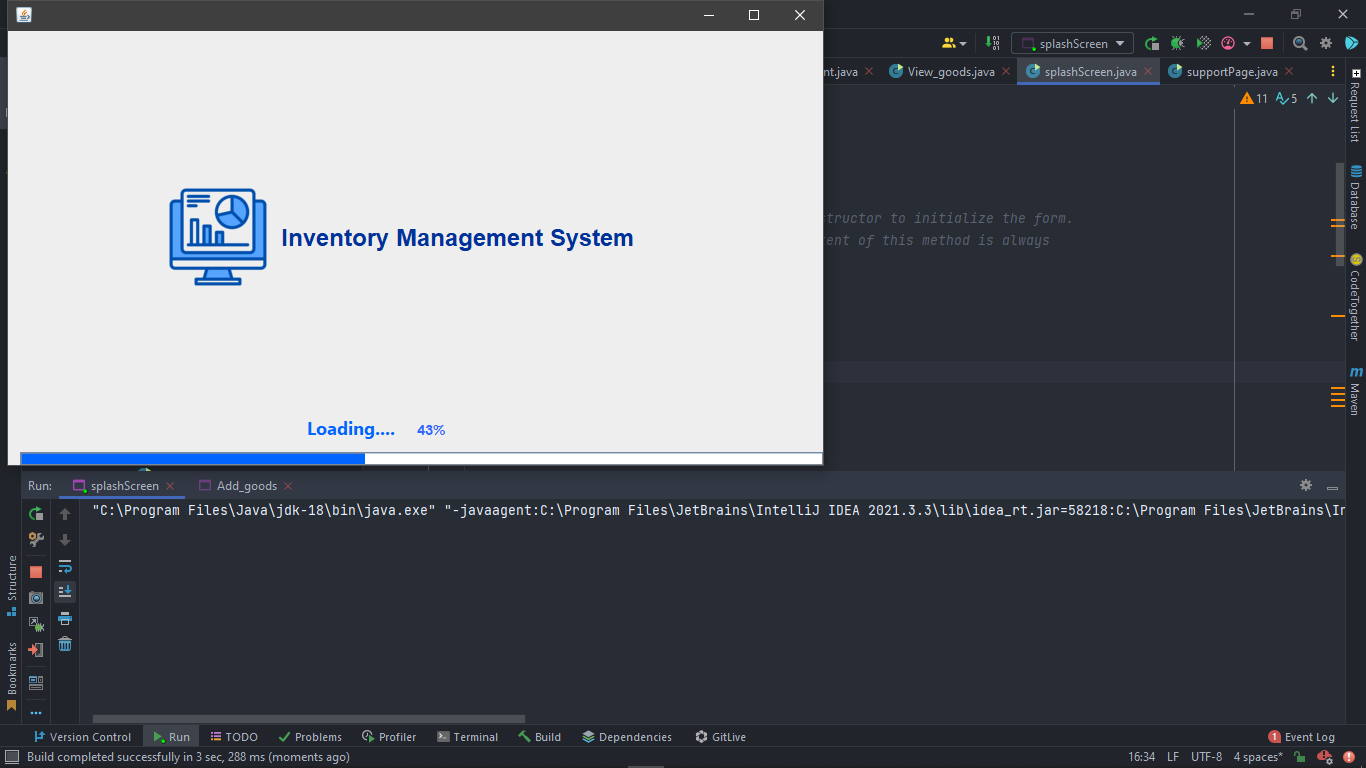 splashScreen
nt.java
View_goods.java
splashScreen.java
supportPage.java
11
5
structor to initialize the form.
ent of this method is always
Inventory Management System
Loading....
43%
Request List
Database
CodeTogether
m
Maven
Run:
splashScreen
Add_goods
"C:\Program Files\Java\jdk-18\bin\java.exe" "-javaagent:C:\Program Files\JetBrains\IntelliJ IDEA 2021.3.3\lib\idea_rt.jar=58218:C:\Program Files\JetBrains\In
Structure
Bookmarks
Version Control
Run
TODO
Problems
Profiler
Terminal
Build
Dependencies
GitLive
1
Event Log
Build completed successfully in 3 sec, 288 ms (moments ago)
16:34
LF
UTF-8
4 spaces*